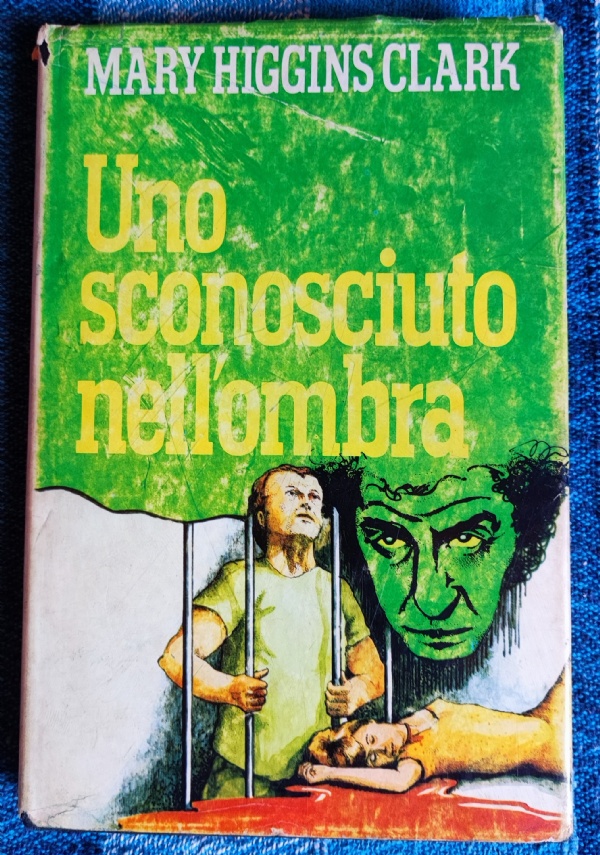 MARY HIGGINS CLARK
Uno
sconosciuto
nell'ombra